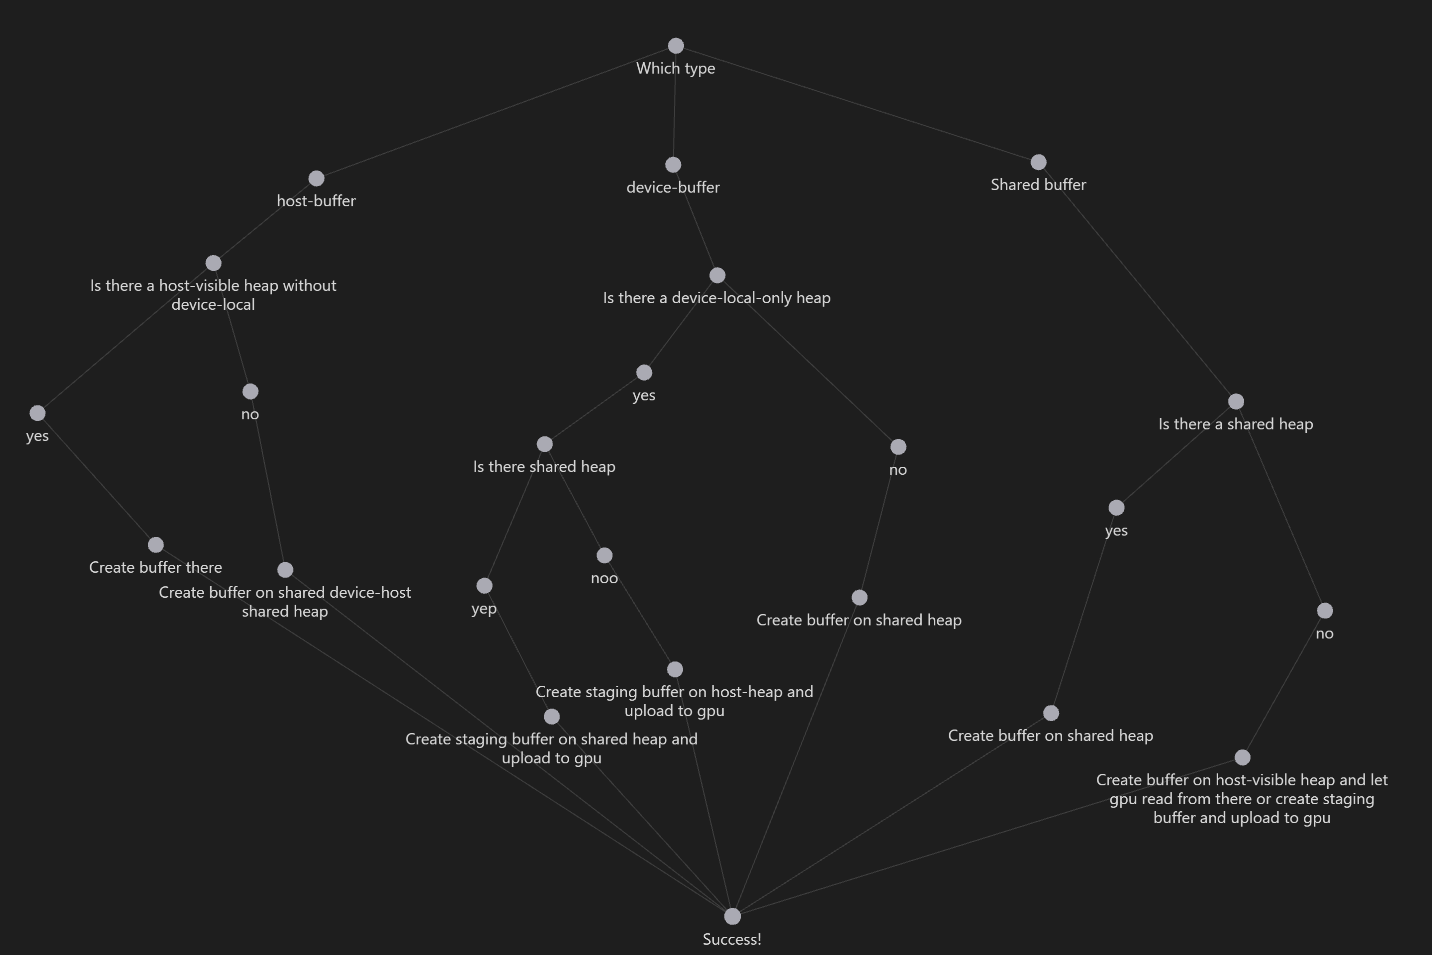 Which type
host-buffer
device-buffer
Shared buffer
Is there a host-visible heap without
device-local
Is there a device-local-only heap
yes
no
yes
Is there a shared heap
yes
Is there shared heap
no
yes
Create buffer there
Create buffer on shared device-host
shared heap
yep
noo
Create buffer on shared heap
no
Create staging buffer on host-heap and
upload to gpu
Create staging buffer on shared heap and
upload to gpu
Create buffer on shared heap
Create buffer on host-visible heap and let
gpu read from there or create staging
buffer and upload to gpu
Success!